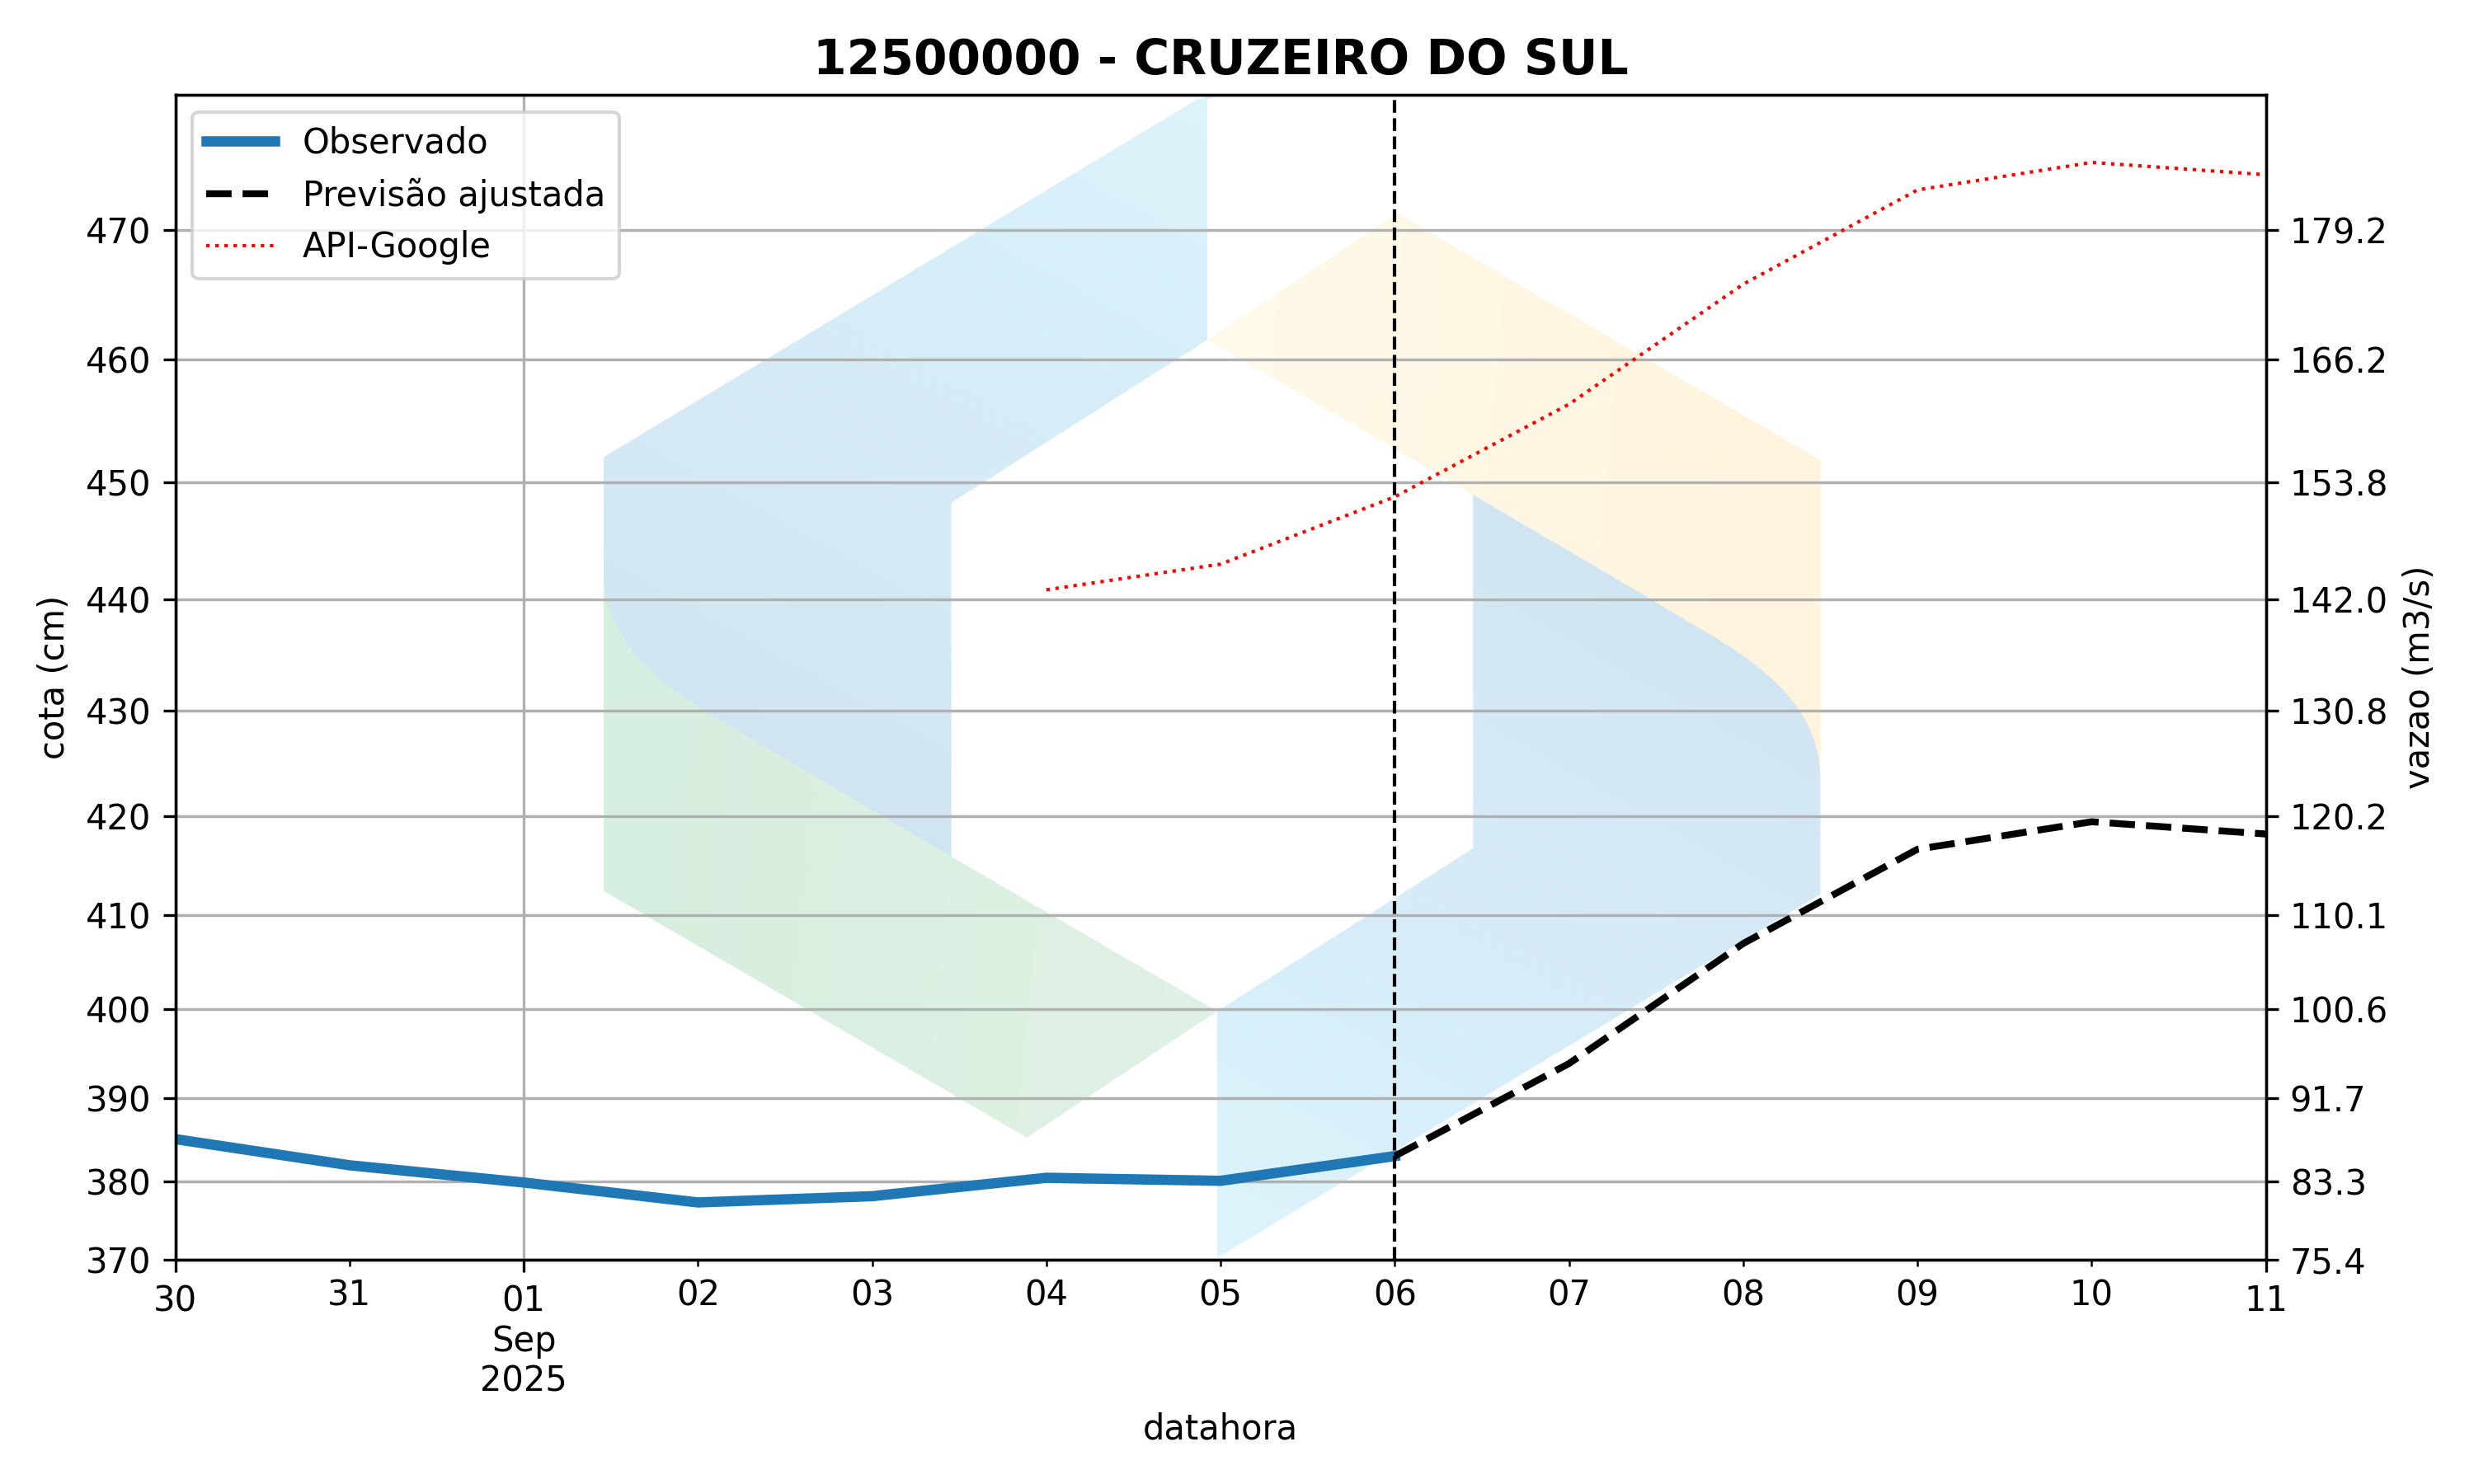 12500000 - CRUZEIRO DO SUL
Observado
Previsão ajustada
API-Google
470
460
450
440
430
420
410
400
390
380
370
cota (cm)
179.2
166.2
153.8
142.0
130.8
120.2
110.1
100.6
91.7
83.3
75.4
vazao (m3/s)
30 31 01 02 03 04 05 06 07 08 09 10 11
Sep
2025
datahora